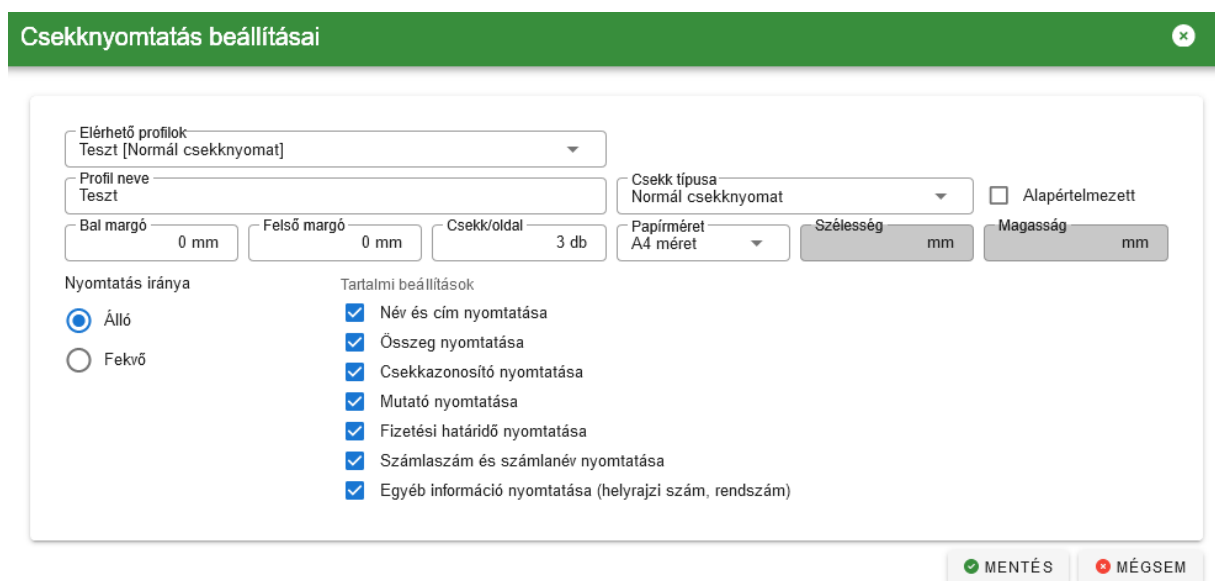 Csekknyomtatás beállításai
Elérhető profilok
Teszt [Normál csekknyomat]
Profil neve
Teszt
Csekk típusa
Normál csekknyomat
Alapértelmezett
Bal margó
0 mm
Felső margó
0 mm
Csekk/oldal
3 db
Papírméret
A4 méret
Szélesség
mm
Magasság
mm
Nyomtatás iránya
Álló
Fekvő
Tartalmi beállítások
Név és cím nyomtatása
Összeg nyomtatása
Csekkazonosító nyomtatása
Mutató nyomtatása
Fizetési határidő nyomtatása
Számlaszám és számlanév nyomtatása
Egyéb információ nyomtatása (helyrajzi szám, rendszám)
MENTÉS
MÉGSEM